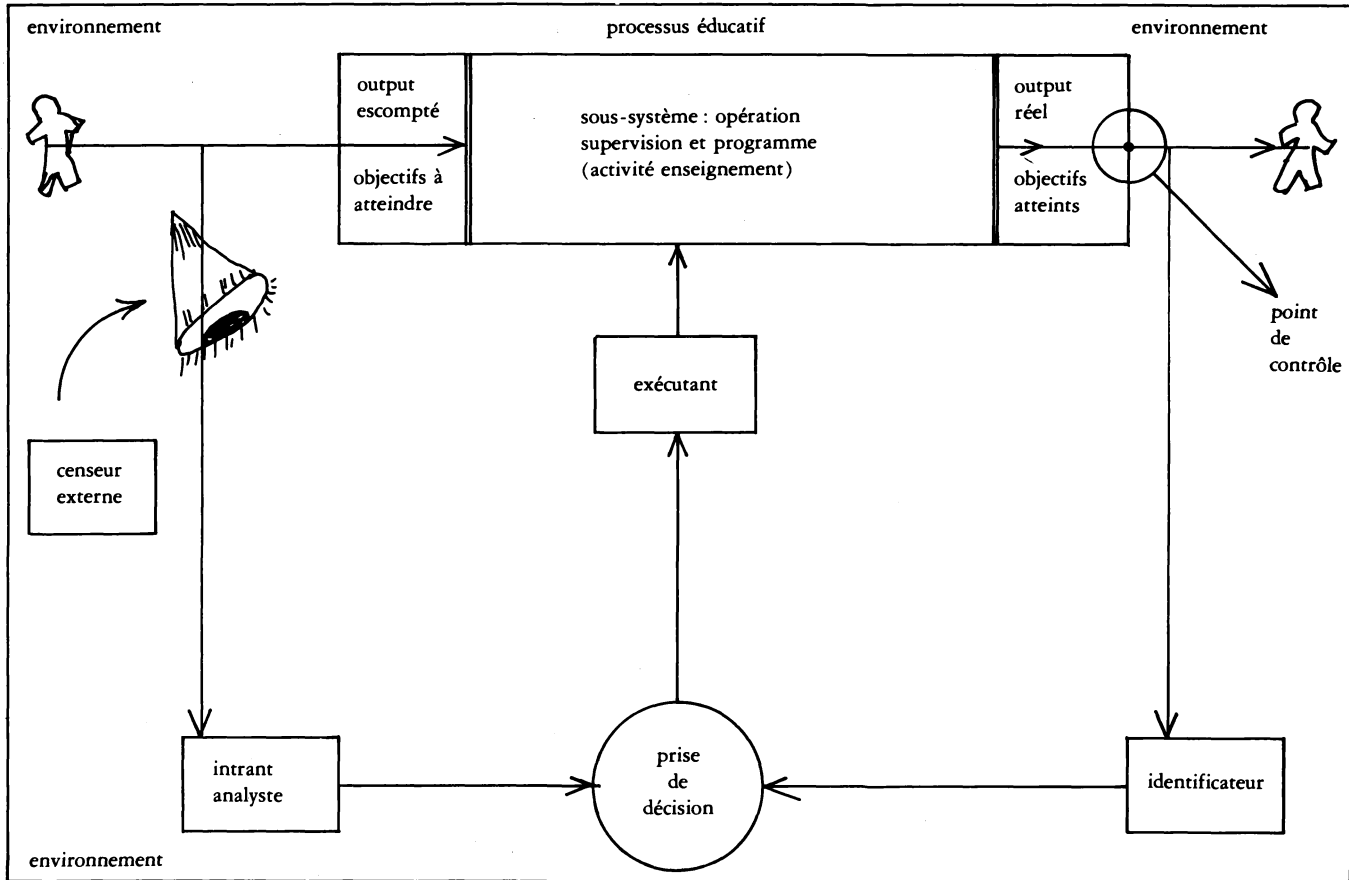 environnement
processus éducatif
environnement
output
escompté
objectifs à
atteindre
sous-système : opération
supervision et programme
(activité enseignement)
output
réel
objectifs
atteints
point
de
contrôle
exécutant
censeur
externe
intrant
analyste
prise
de
décision
identificateur
environnement